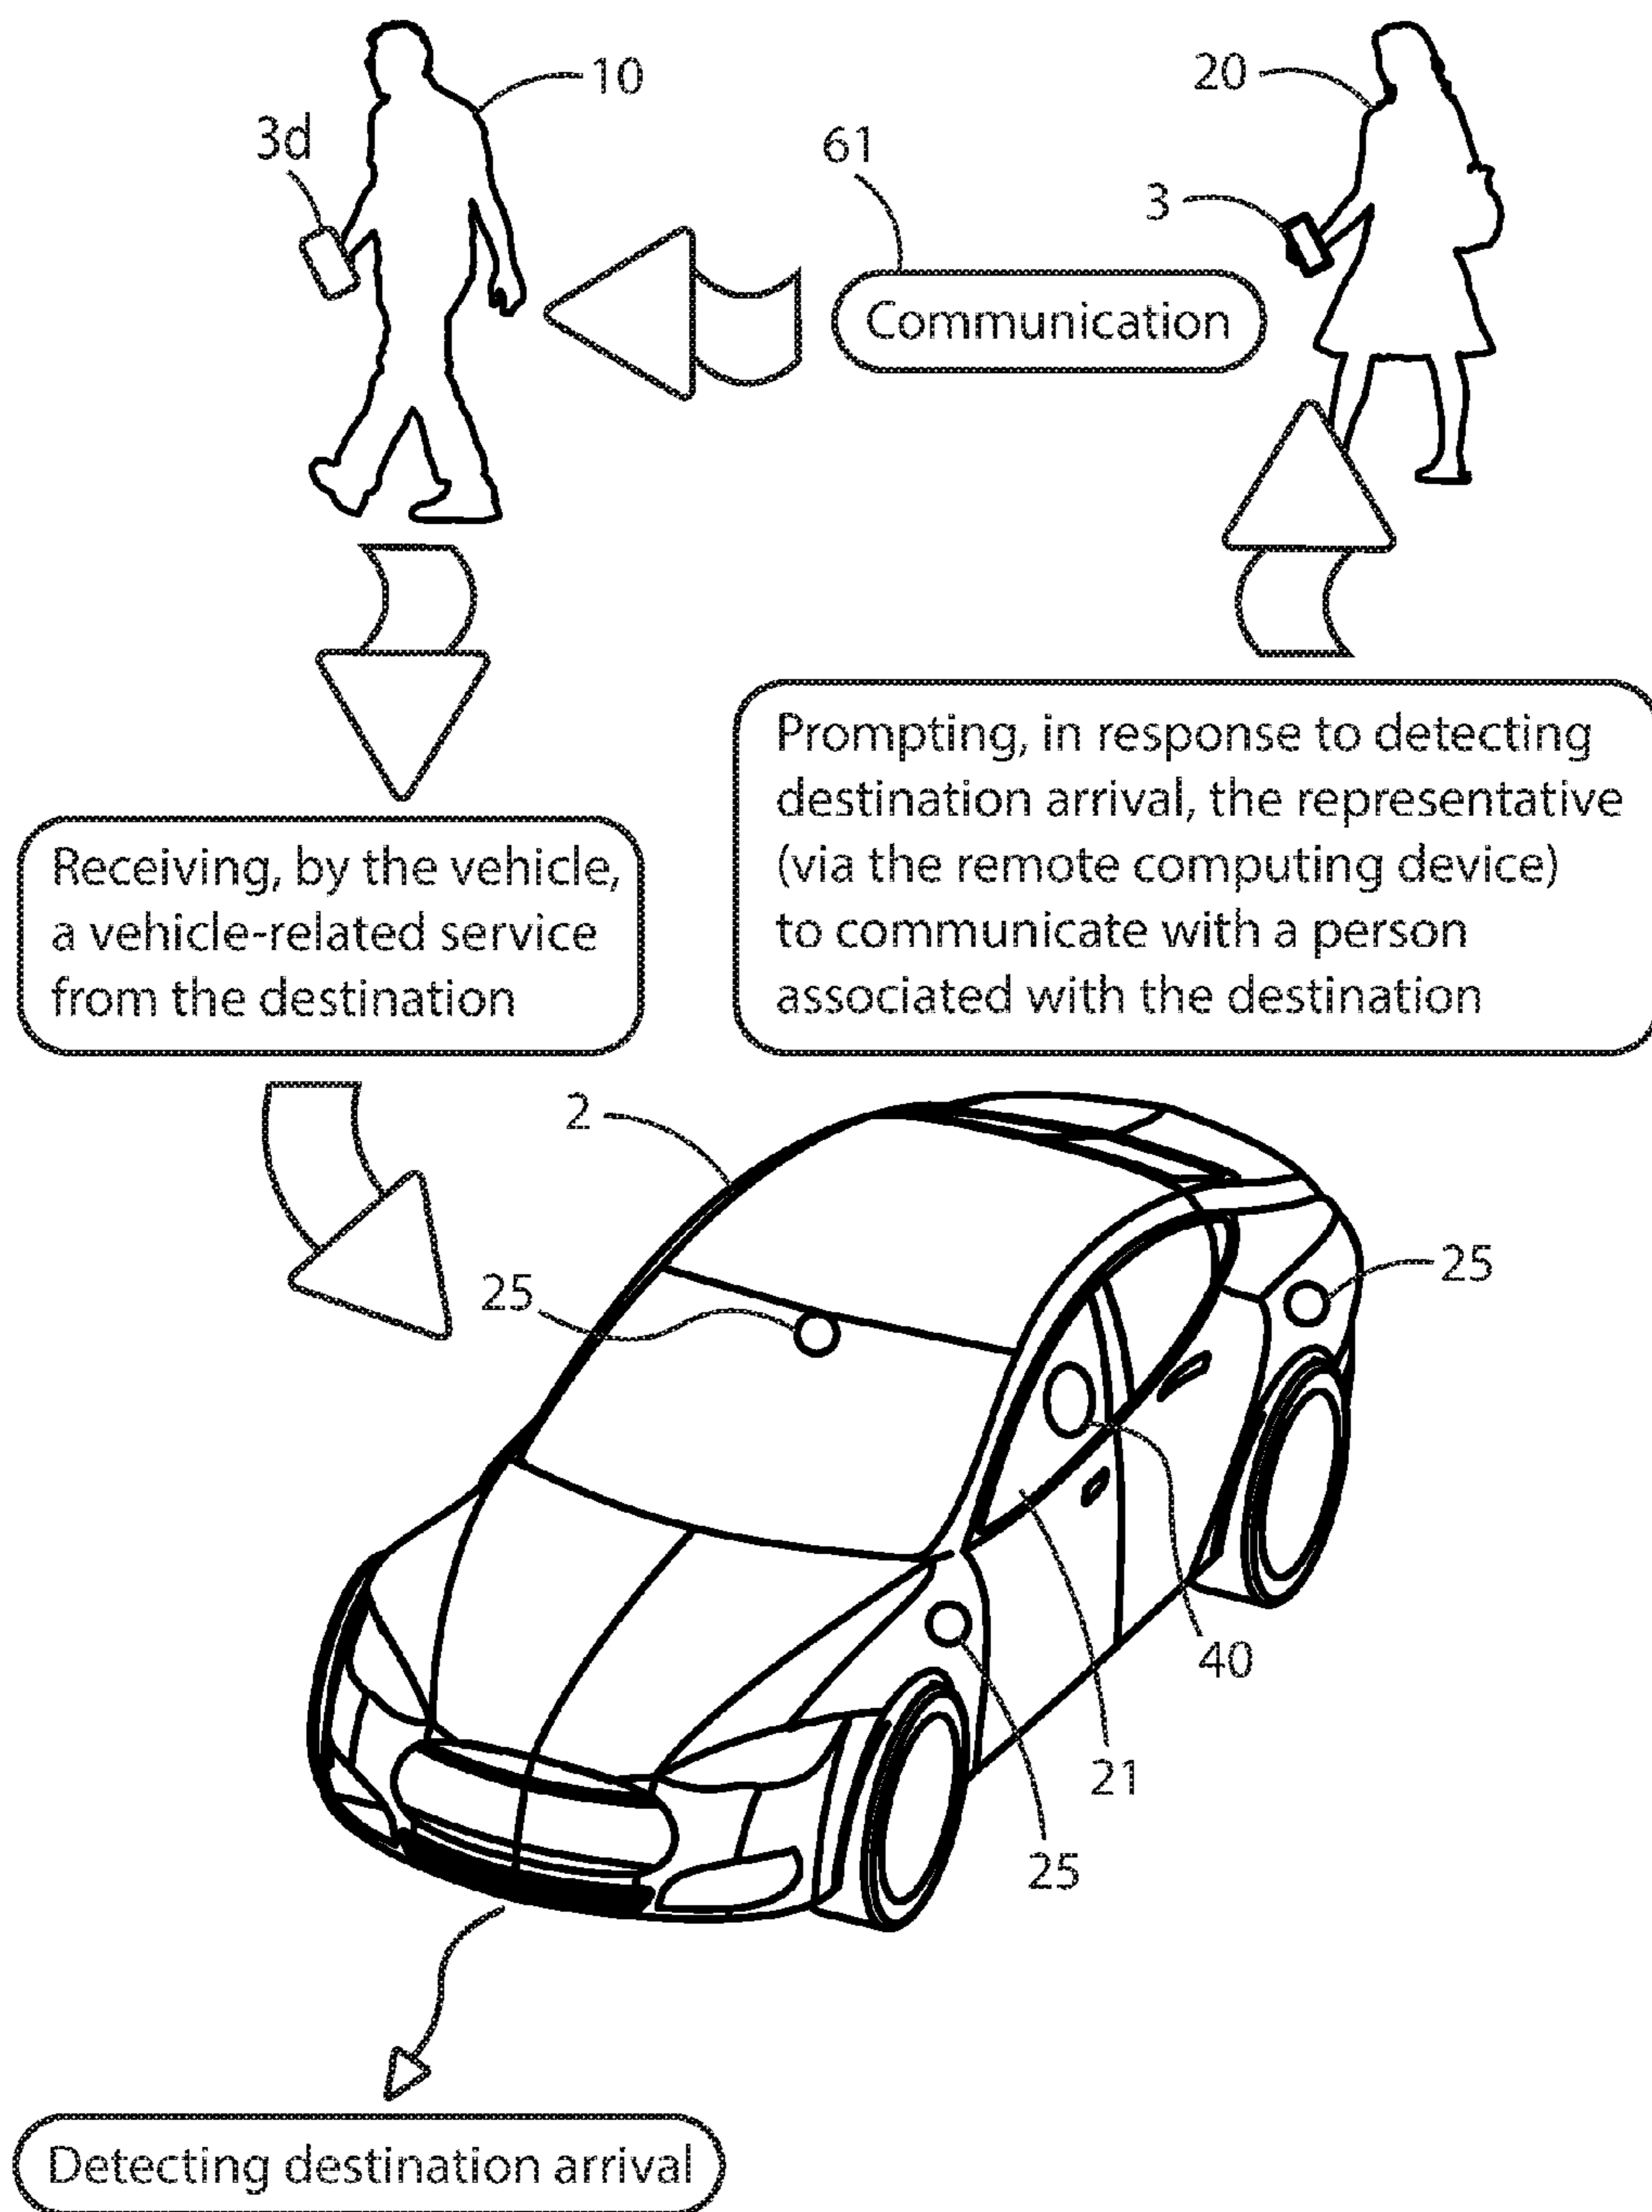 10
20
3d
61
3
Communication
Prompting, in response to detecting
destination arrival, the representative
(via the remote computing device)
to communicate with a person
associated with the destination
Receiving, by the vehicle,
a vehicle-related service
from the destination
2
25
25
40
21
25
Detecting destination arrival